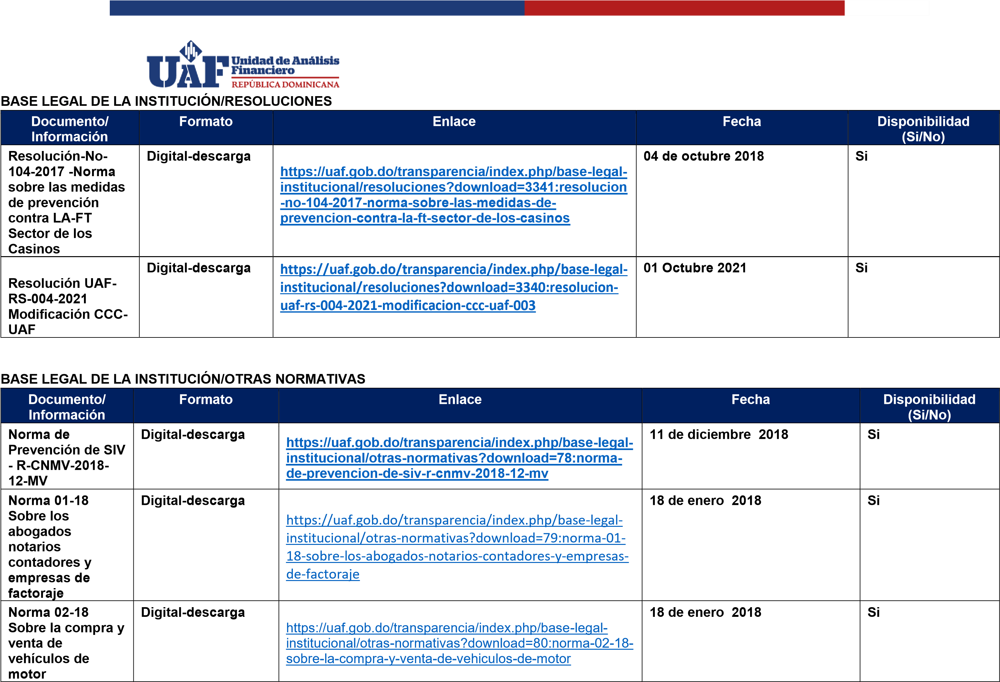 UAF Unidad de Análisis
Financiero
REPÚBLICA DOMINICANA
BASE LEGAL DE LA INSTITUCIÓN/RESOLUCIONES
Documento/
Información
Formato
Enlace
Fecha
Disponibilidad
(Si/No)
Resolución-No-
104-2017 -Norma
sobre las medidas
de prevención
contra LA-FT
Sector de los
Casinos
Digital-descarga
https://uaf.gob.do/transparencia/index.php/base-legal-
institucional/resoluciones?download=3341:resolucion
-no-104-2017-norma-sobre-las-medidas-de-
prevencion-contra-la-ft-sector-de-los-casinos
04 de octubre 2018
Si
Resolución UAF-
RS-004-2021
Modificación CCC-
UAF
Digital-descarga
https://uaf.gob.do/transparencia/index.php/base-legal-
institucional/resoluciones?download=3340:resolucion-
uaf-rs-004-2021-modificacion-ccc-uaf-003
01 Octubre 2021
Si
BASE LEGAL DE LA INSTITUCIÓN/OTRAS NORMATIVAS
Documento/
Información
Formato
Enlace
Fecha
Disponibilidad
(Si/No)
Norma de
Prevención de SIV
- R-CNMV-2018-
12-MV
Digital-descarga
https://uaf.gob.do/transparencia/index.php/base-legal-
institucional/otras-normativas?download=78:norma-
de-prevencion-de-siv-r-cnmv-2018-12-mv
11 de diciembre  2018
Si
Norma 01-18
Sobre los
abogados
notarios
contadores y
empresas de
factoraje
Digital-descarga
https://uaf.gob.do/transparencia/index.php/base-legal-
institucional/otras-normativas?download=79:norma-01-
18-sobre-los-abogados-notarios-contadores-y-empresas-
de-factoraje
18 de enero  2018
Si
Norma 02-18
Sobre la compra y
venta de
vehículos de
motor
Digital-descarga
https://uaf.gob.do/transparencia/index.php/base-legal-
institucional/otras-normativas?download=80:norma-02-18-
sobre-la-compra-y-venta-de-vehiculos-de-motor
18 de enero  2018
Si